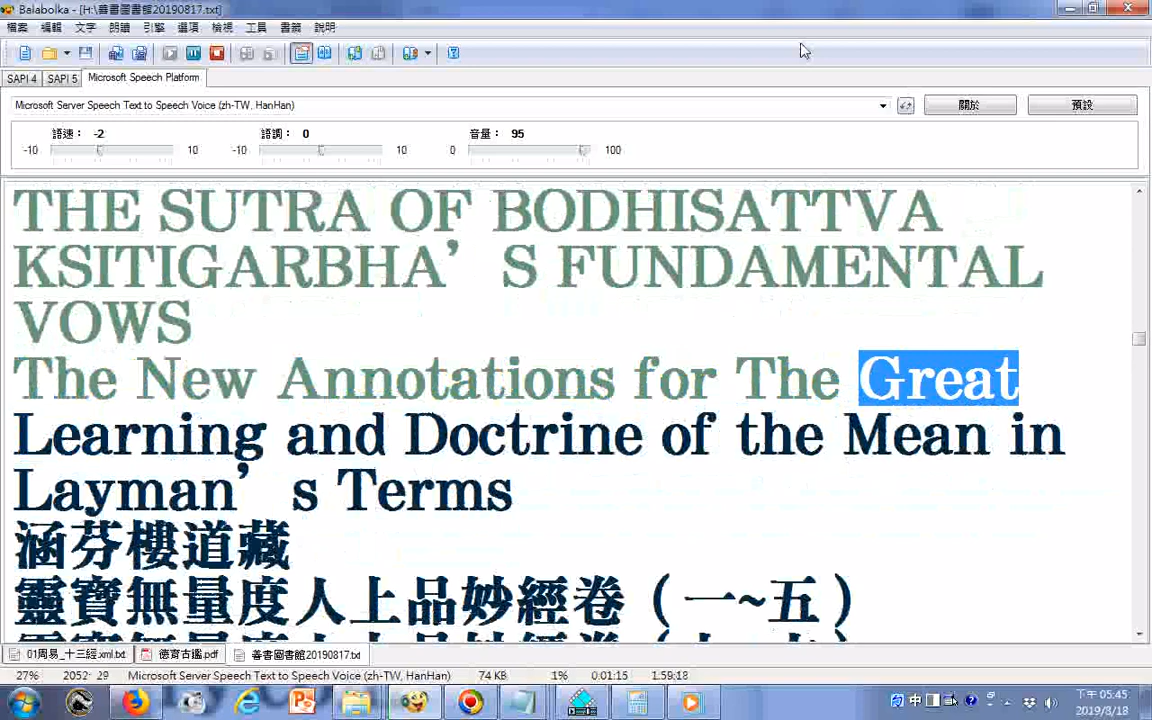 Balabolka - [H:\善書圖書館20190817.txt]
檔案 編輯 文字 朗讀 引擎 選項 檢視 工具 書籤 說明
SAPI 4 SAPI 5 Microsoft Speech Platform
Microsoft Server Speech Text to Speech Voice (zh-TW, HanHan) 關於 預設
語速： -2 語調： 0 音量： 95
-10 10 -10 10 0 100
THE SUTRA OF BODHISATTVA
KSITIGARBHA’S FUNDAMENTAL
VOWS
The New Annotations for The Great
Learning and Doctrine of the Mean in
Layman’s Terms
涵芬樓道藏
靈寶無量度人上品妙經卷（一~五）
01周易_十三經.xml.txt 德育古鑑.pdf 善書圖書館20190817.txt
27% 2052: 29 Microsoft Server Speech Text to Speech Voice (zh-TW, HanHan) 74 KB 1% 0:01:15 1:59:18
中 下午 05:45
2019/8/18